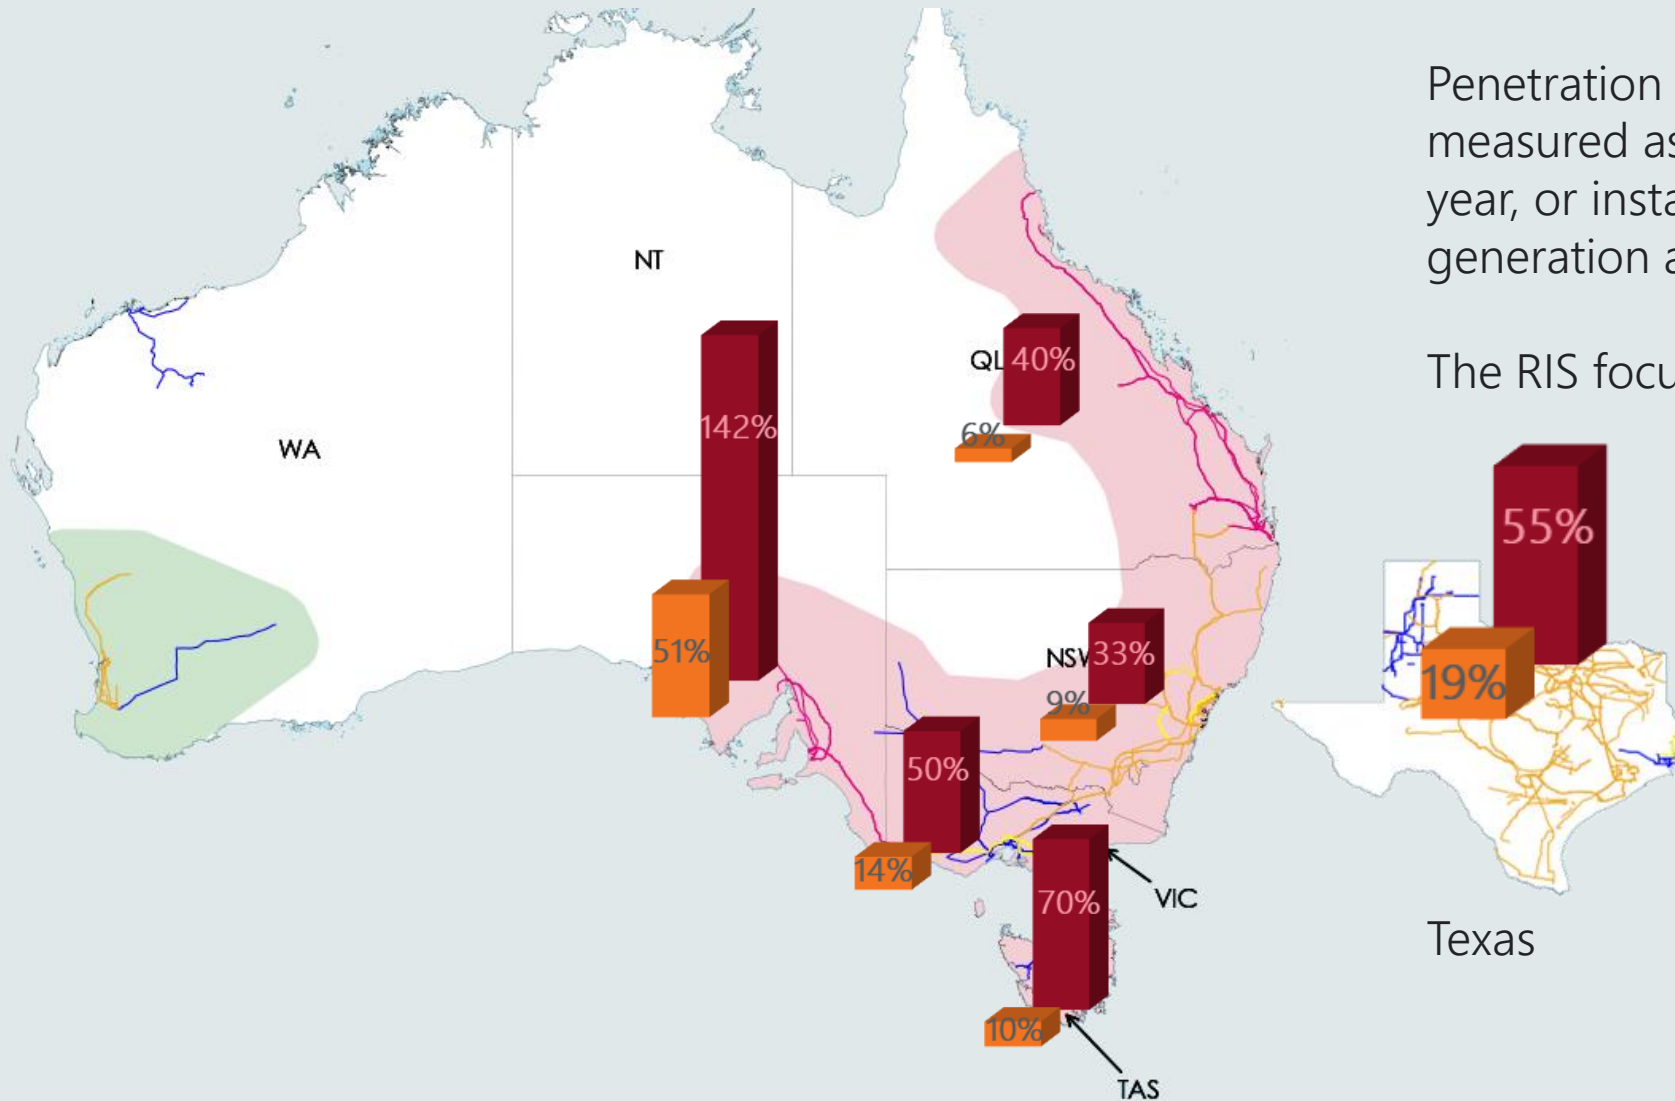 Penetration
measured as
year, or insta
generation a
The RIS focu
NT
QL
40%
6%
142%
WA
55%
51%
NSW
33%
9%
19%
50%
14%
70%
VIC
Texas
10%
TAS